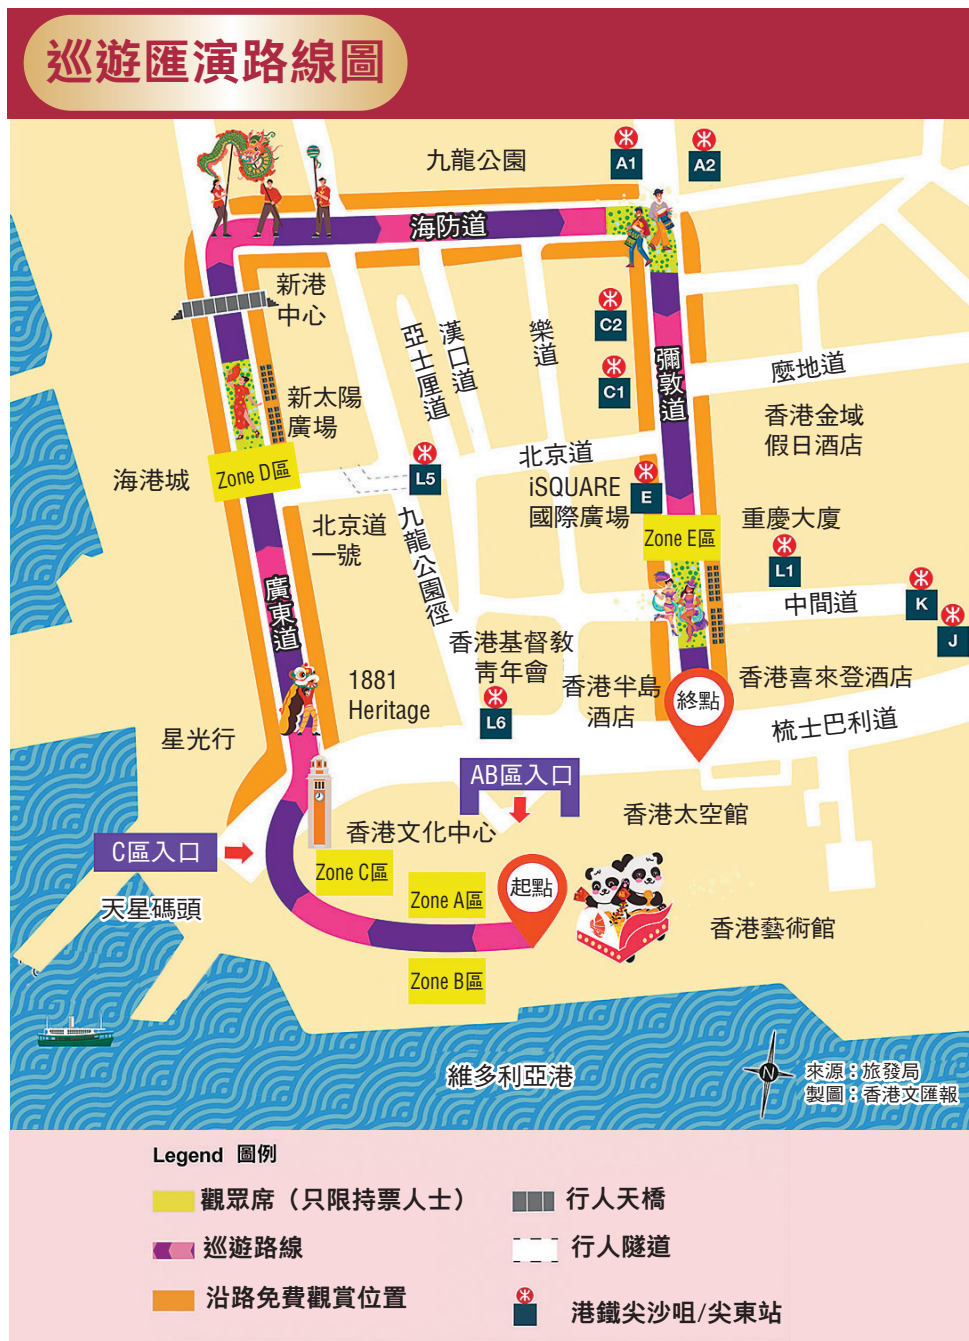 巡遊匯演路線圖
九龍公園
A1
A2
海防道
新港
中心
C2
亞士厘道
漢口道
樂道
彌敦道
麼地道
C1
新太陽
廣場
香港金域
假日酒店
海港城
Zone D區
L5
北京道
iSQUARE
國際廣場
E
重慶大廈
Zone E區
L1
北京道
一號
九龍公園徑
廣東道
中間道
K
J
香港基督教
青年會
1881
Heritage
L6
香港半島
酒店
終點
香港喜來登酒店
梳士巴利道
星光行
AB區入口
香港太空館
香港文化中心
C區入口
Zone C區
Zone A區
起點
天星碼頭
香港藝術館
Zone B區
維多利亞港
N
來源：旅發局
製圖：香港文匯報
Legend 圖例
觀眾席（只限持票人士）
行人天橋
巡遊路線
行人隧道
沿路免費觀賞位置
港鐵尖沙咀/尖東站